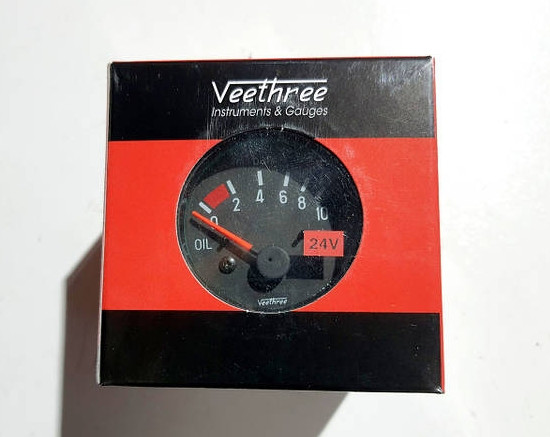 Veethree
Instruments & Gauges
0 2 4 6 8 10
OIL
24V
Veethree